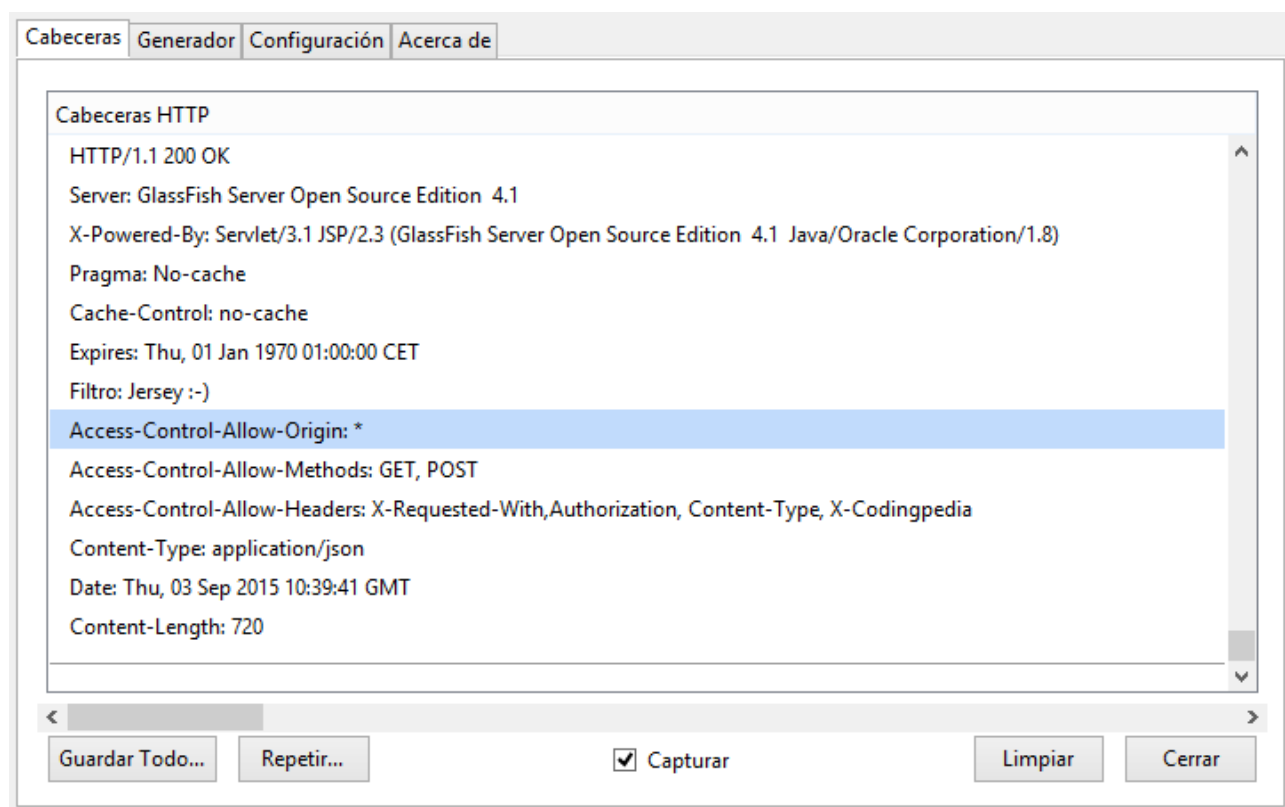 Cabeceras Generador Configuración Acerca de
Cabeceras HTTP
HTTP/1.1 200 OK
Server: GlassFish Server Open Source Edition  4.1
X-Powered-By: Servlet/3.1 JSP/2.3 (GlassFish Server Open Source Edition  4.1  Java/Oracle Corporation/1.8)
Pragma: No-cache
Cache-Control: no-cache
Expires: Thu, 01 Jan 1970 01:00:00 CET
Filtro: Jersey :-)
Access-Control-Allow-Origin: *
Access-Control-Allow-Methods: GET, POST
Access-Control-Allow-Headers: X-Requested-With,Authorization, Content-Type, X-Codingpedia
Content-Type: application/json
Date: Thu, 03 Sep 2015 10:39:41 GMT
Content-Length: 720
Guardar Todo... Repetir... Capturar Limpiar Cerrar